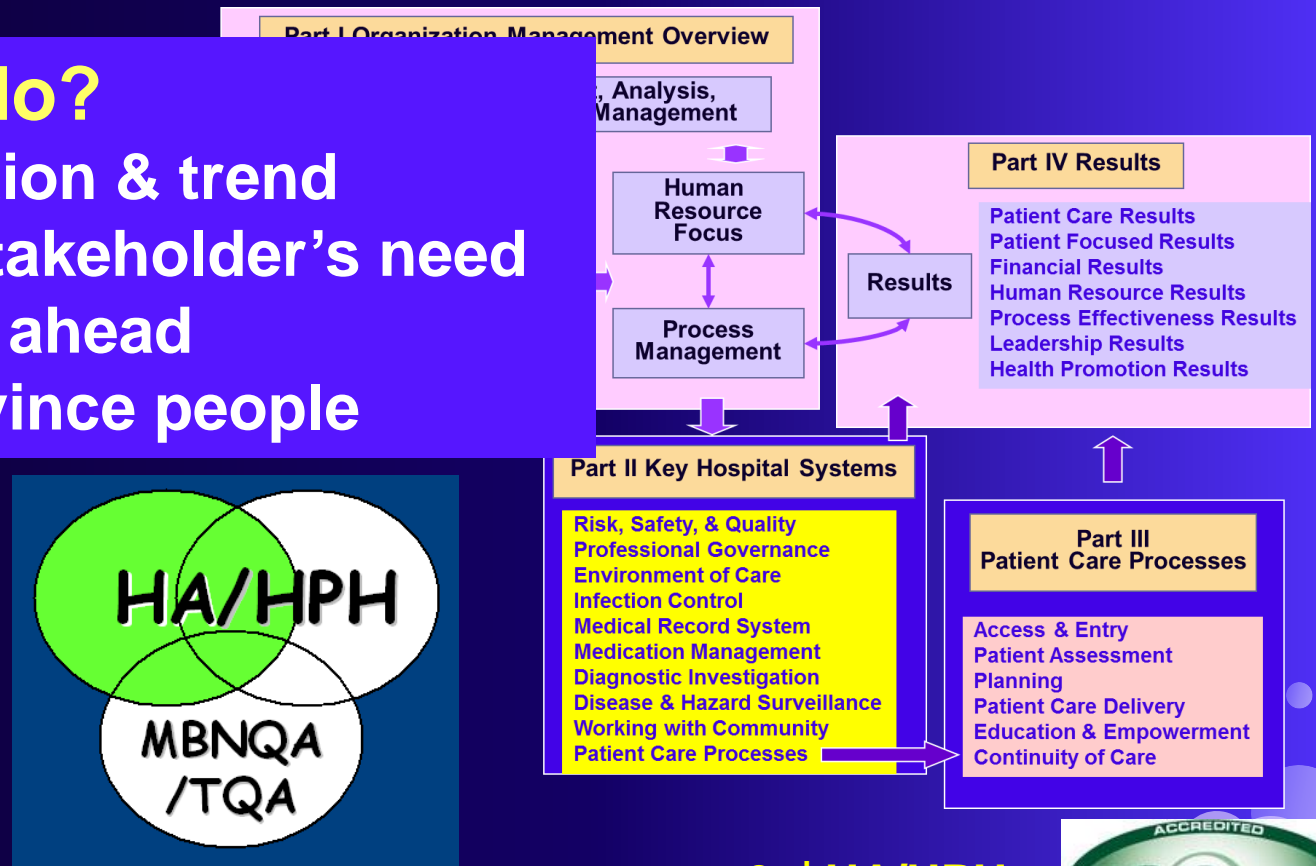 Part I Organization Management Overview
do?
& trend
need
ahead
people
Analysis,
Management
Human
Resource
Focus
Process
Management
Results
Part IV Results
Patient Care Results
Patient Focused Results
Financial Results
Human Resource Results
Process Effectiveness Results
Leadership Results
Health Promotion Results
Part II Key Hospital Systems
Risk, Safety, & Quality
Professional Governance
Environment of Care
Infection Control
Medical Record System
Medication Management
Diagnostic Investigation
Disease & Hazard Surveillance
Working with Community
Patient Care Processes
Part III
Patient Care Processes
Access & Entry
Patient Assessment
Planning
Patient Care Delivery
Education & Empowerment
Continuity of Care
HA/HPH
MBNQA
/TQA
ACCREDITED